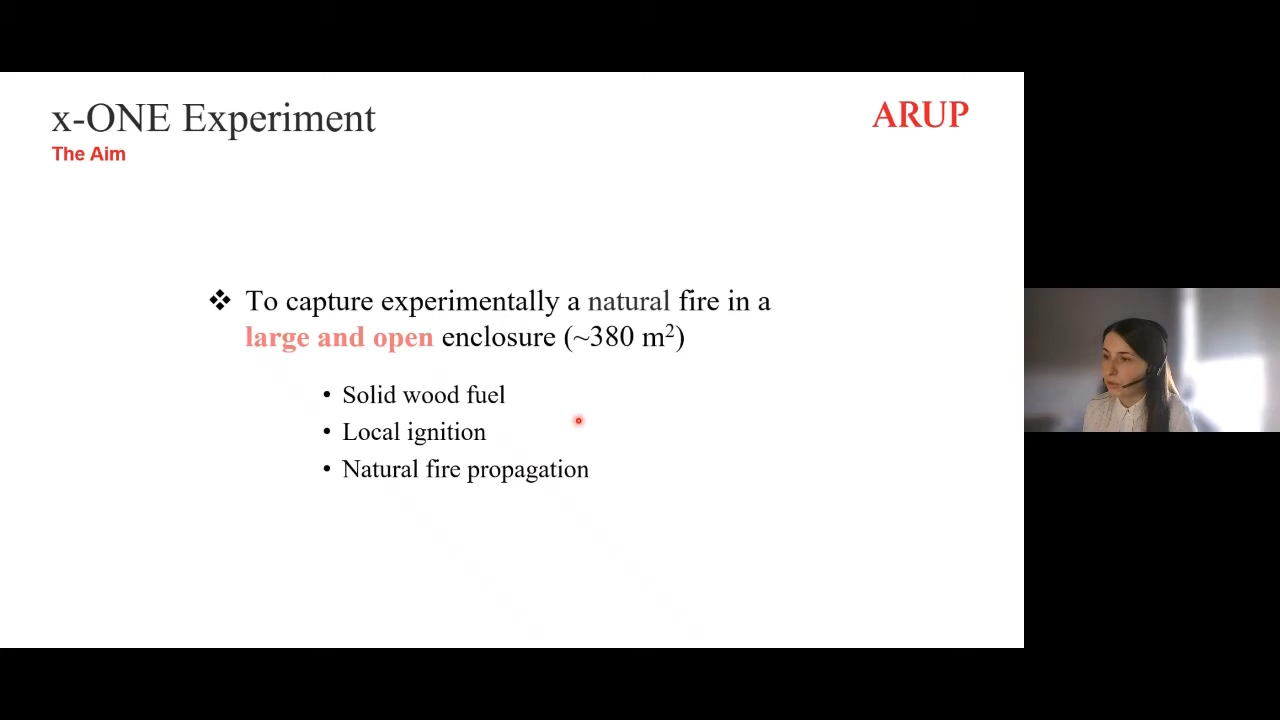 x-ONE Experiment
ARUP
The Aim
❖ To capture experimentally a natural fire in a
large and open enclosure (~380 m²)
• Solid wood fuel
• Local ignition
• Natural fire propagation